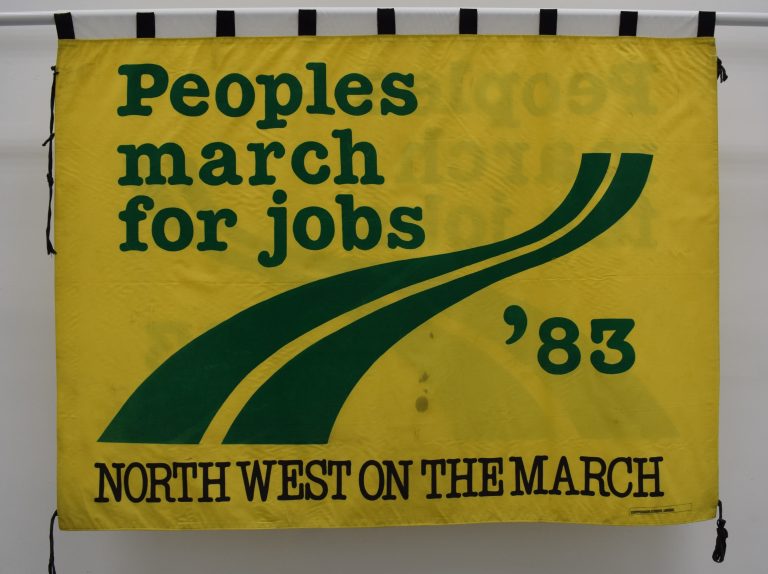 Peoples
march
for jobs
’83
NORTH WEST ON THE MARCH